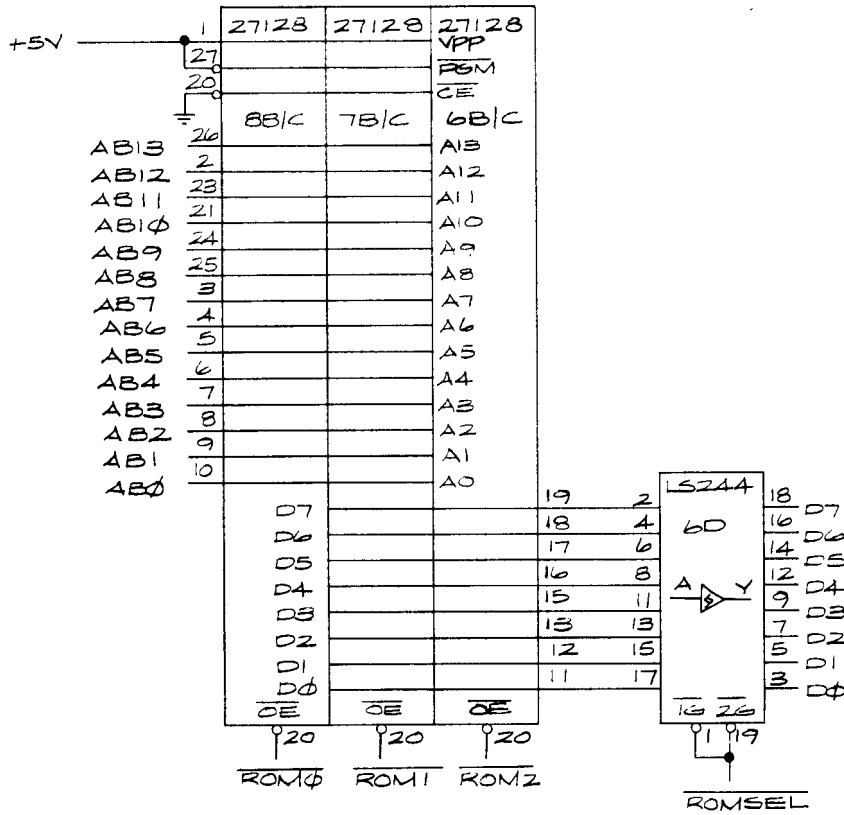 1 27128 27128 27128
+5V VPP
27 PGM
20 CE
8B/C 7B/C 6B/C
AB13 26 A13
AB12 2 A12
AB11 23 A11
AB1Ø 21 A10
AB9 24 A9
AB8 25 A8
AB7 3 A7
AB6 4 A6
AB5 5 A5
AB4 6 A4
AB3 7 A3
AB2 8 A2
AB1 9 A1
ABØ 10 A0
LS244
6D
A Y
D7 19 2 18 D7
D6 18 4 16 D6
D5 17 6 14 D5
D4 16 8 12 D4
D3 15 11 9 D3
D2 13 13 7 D2
D1 12 15 5 D1
DØ 11 17 3 DØ
OE OE OE 1G 2G
20 20 20 1 19
ROMØ ROM1 ROM2
ROMSEL